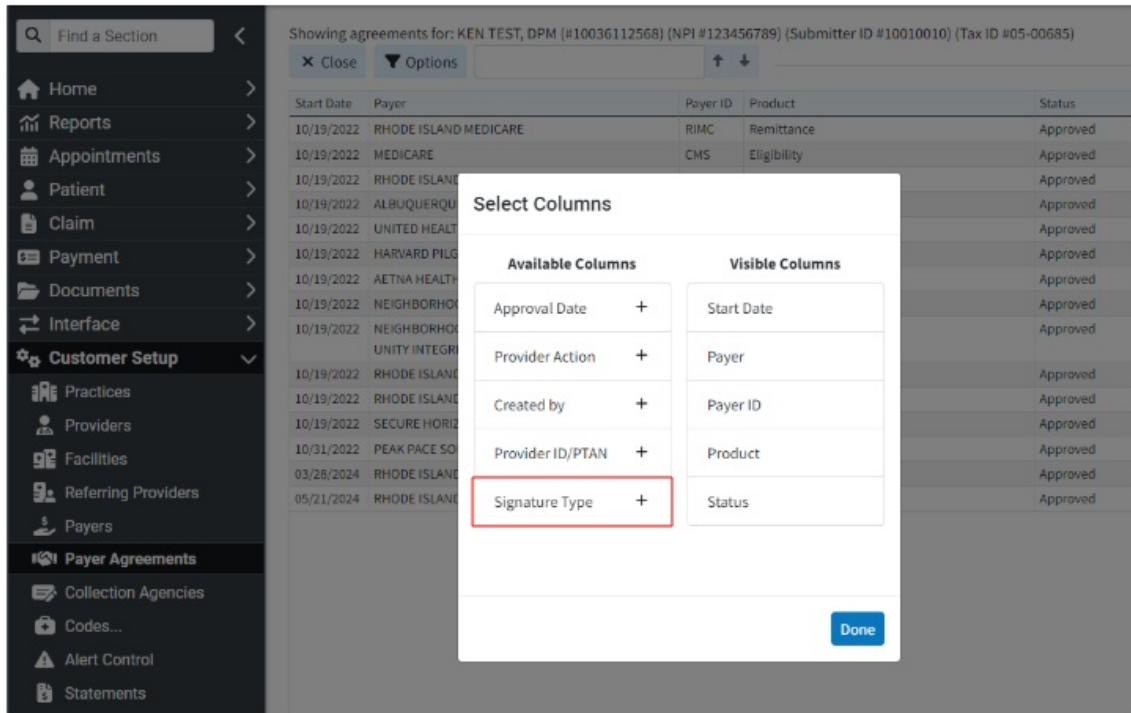 Find a Section
Home
Reports
Appointments
Patient
Claim
Payment
Documents
Interface
Customer Setup
Practices
Providers
Facilities
Referring Providers
Payers
Payer Agreements
Collection Agencies
Codes...
Alert Control
Statements
Showing agreements for: KEN TEST, DPM (#10036112568) (NPI #123456789) (Submitter ID #10010010) (Tax ID #05-00685)
Close Options
Start Date Payer Payer ID Product Status
10/19/2022 RHODE ISLAND MEDICARE RIMC Remittance Approved
10/19/2022 MEDICARE CMS Eligibility Approved
10/19/2022 RHODE ISLAND Approved
10/19/2022 ALBUQUERQU Approved
10/19/2022 UNITED HEALT Approved
10/19/2022 HARVARD PILG Approved
10/19/2022 AETNA HEALTH Approved
10/19/2022 NEIGHBORHOO Approved
10/19/2022 NEIGHBORHOO Approved
UNITY INTEGRI
10/19/2022 RHODE ISLAND Approved
10/19/2022 RHODE ISLAND Approved
10/19/2022 SECURE HORIZ Approved
10/31/2022 PEAK PACE SO Approved
03/28/2024 RHODE ISLAND Approved
05/21/2024 RHODE ISLAND Approved
Select Columns
Available Columns Visible Columns
Approval Date + Start Date
Provider Action + Payer
Created by + Payer ID
Provider ID/PTAN + Product
Signature Type + Status
Done